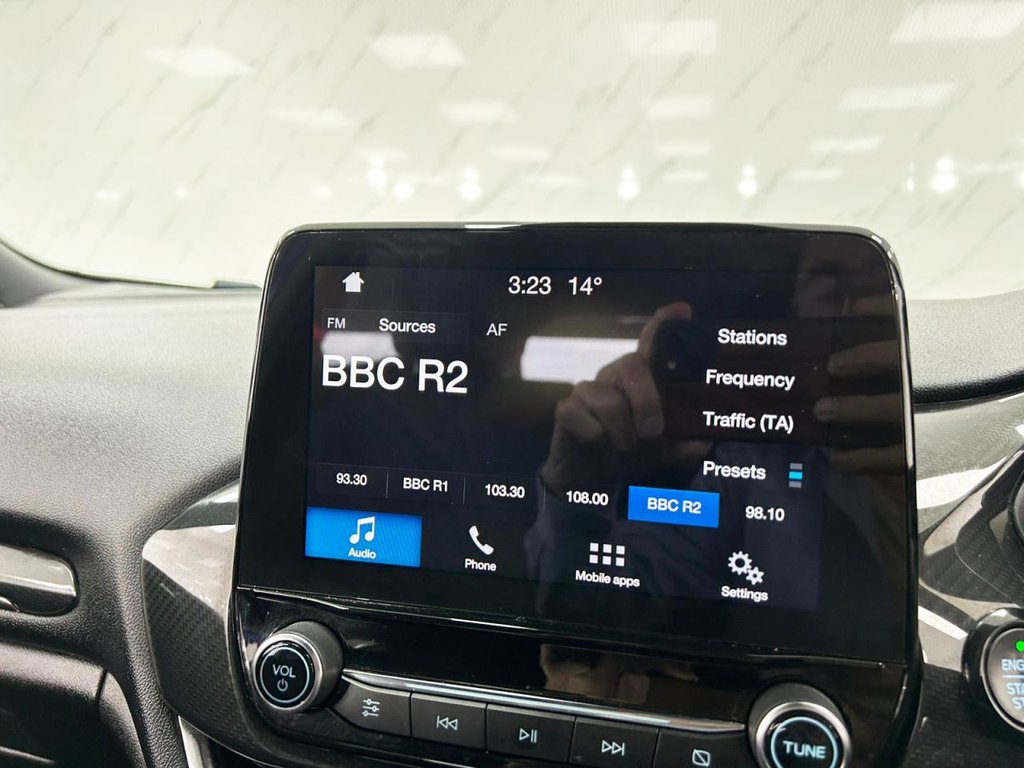 3:23 14°
FM Sources AF
Stations
BBC R2
Frequency
Traffic (TA)
Presets
93.30 BBC R1 103.30 108.00 BBC R2 98.10
Audio Phone Mobile apps Settings
VOL
TUNE